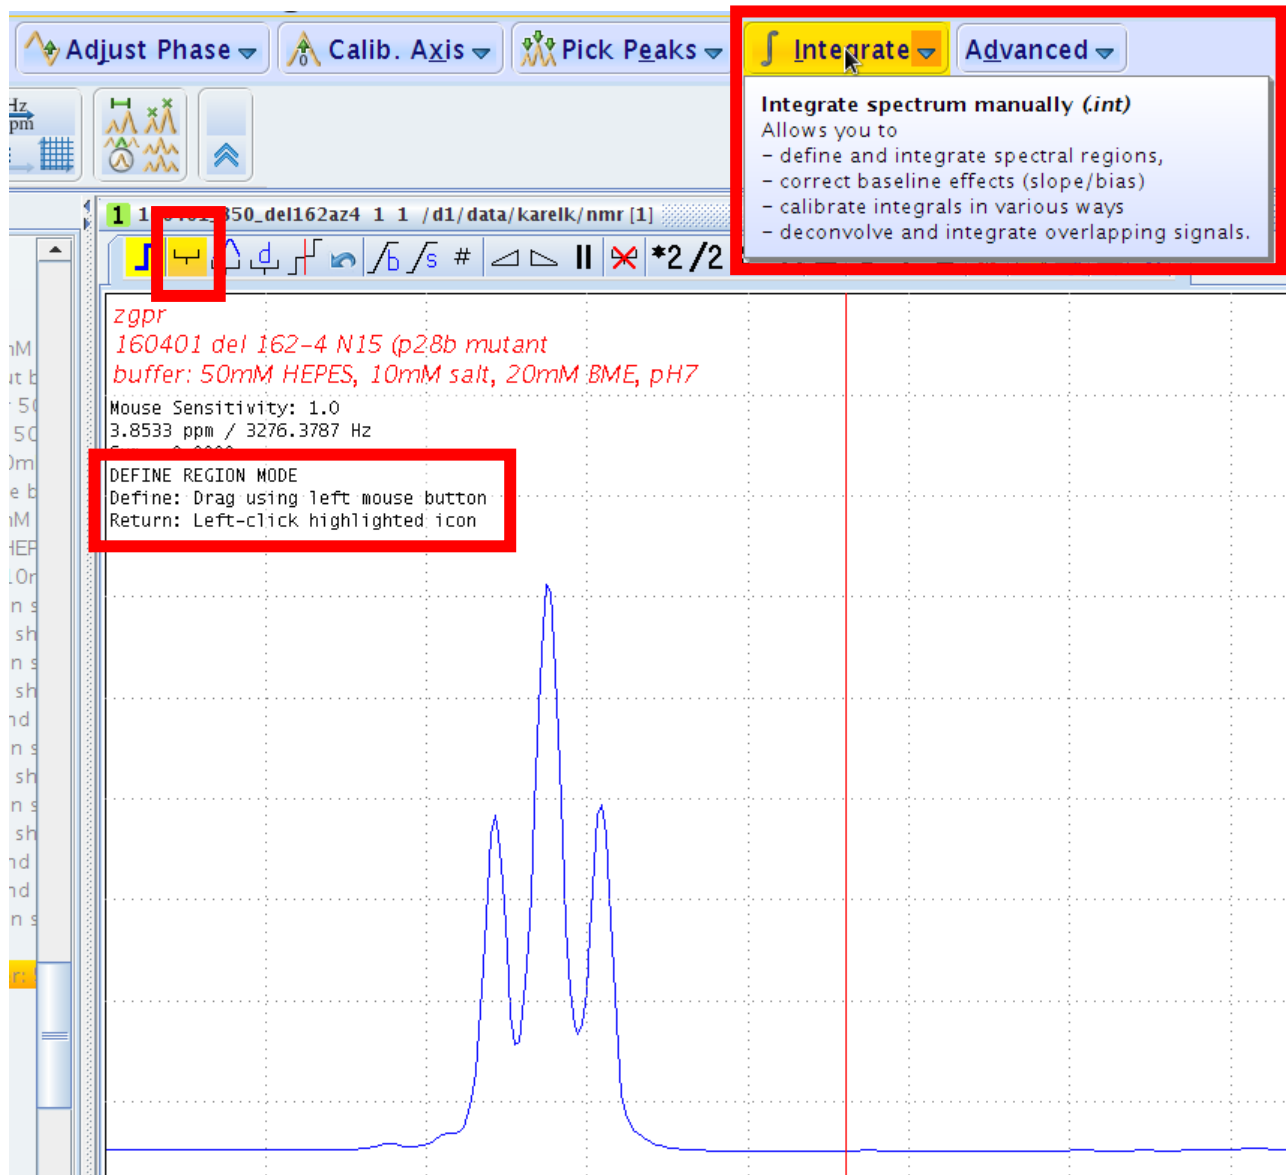 Adjust Phase
Calib. Axis
Pick Peaks
Integrate
Advanced
Integrate spectrum manually (.int)
Allows you to
– define and integrate spectral regions,
– correct baseline effects (slope/bias)
– calibrate integrals in various ways
– deconvolve and integrate overlapping signals.
Hz
pm
1 1 350_del162az4 1 1 /d1/data/karelk/nmr [1]
d b s # *2 /2
zgpr
160401 del 162–4 N15 (p28b mutant
buffer: 50mM HEPES, 10mM salt, 20mM BME, pH7
Mouse Sensitivity: 1.0
3.8533 ppm / 3276.3787 Hz
DEFINE REGION MODE
Define: Drag using left mouse button
Return: Left-click highlighted icon